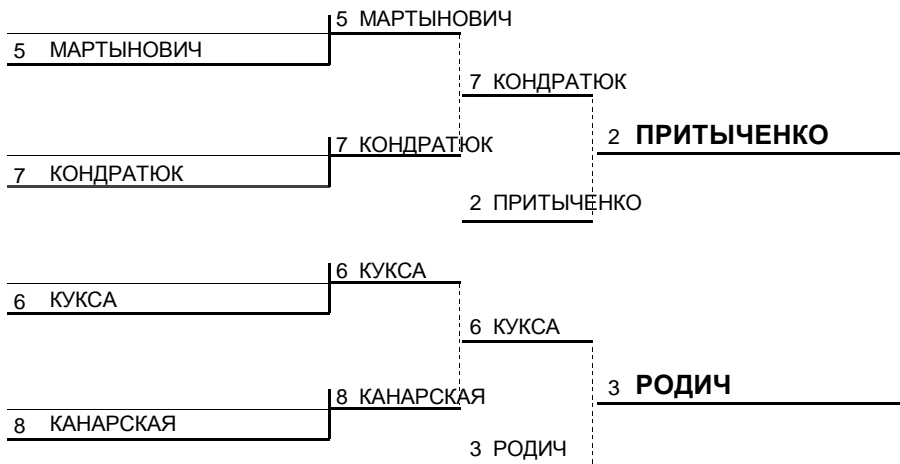 5 МАРТЫНОВИЧ
5 МАРТЫНОВИЧ
7 КОНДРАТЮК
2 ПРИТЫЧЕНКО
7 КОНДРАТЮК
7 КОНДРАТЮК
2 ПРИТЫЧЕНКО
6 КУКСА
6 КУКСА
6 КУКСА
3 РОДИЧ
8 КАНАРСКАЯ
8 КАНАРСКАЯ
3 РОДИЧ